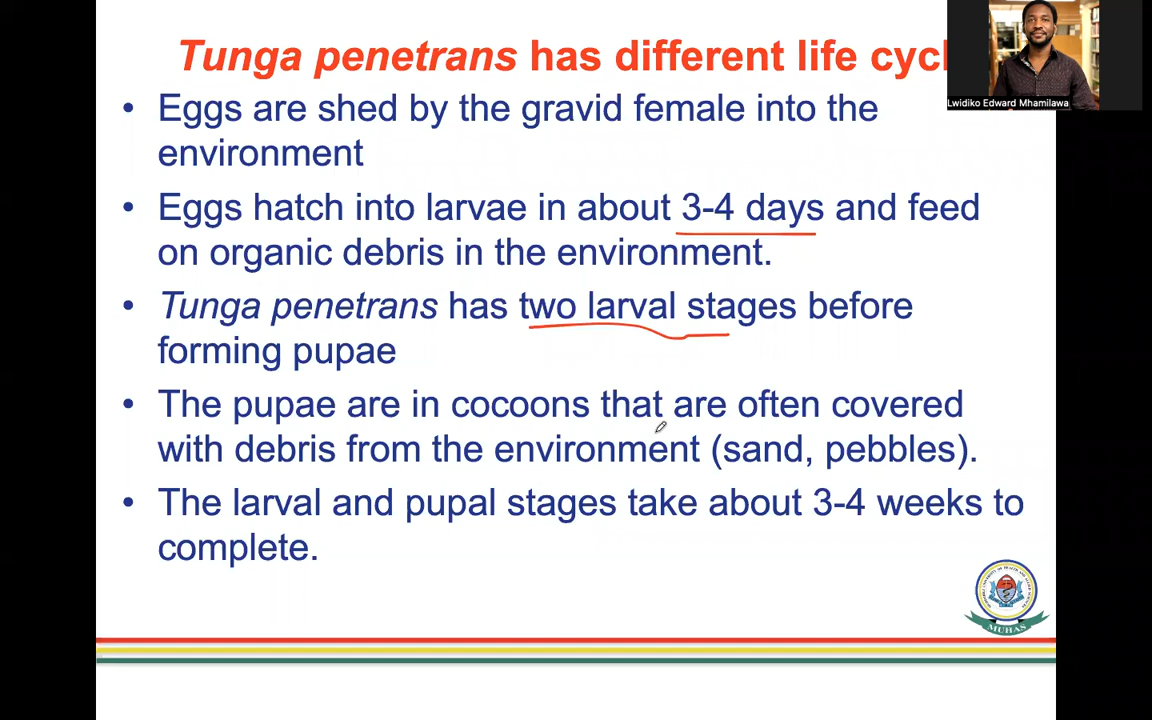 Tunga penetrans has different life cycl
Lwidiko Edward Mhamilawa
• Eggs are shed by the gravid female into the
environment
• Eggs hatch into larvae in about 3-4 days and feed
on organic debris in the environment.
• Tunga penetrans has two larval stages before
forming pupae
• The pupae are in cocoons that are often covered
with debris from the environment (sand, pebbles).
• The larval and pupal stages take about 3-4 weeks to
complete.
MUHAS